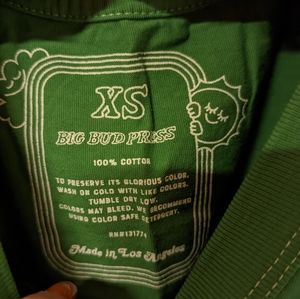 XS
BIG BUD PRESS
100% COTTON
TO PRESERVE ITS GLORIOUS COLOR,
WASH ON COLD WITH LIKE COLORS.
TUMBLE DRY LOW.
COLORS MAY BLEED. WE RECOMMEND
USING COLOR SAFE DETERGENT.
Made in Los Angeles